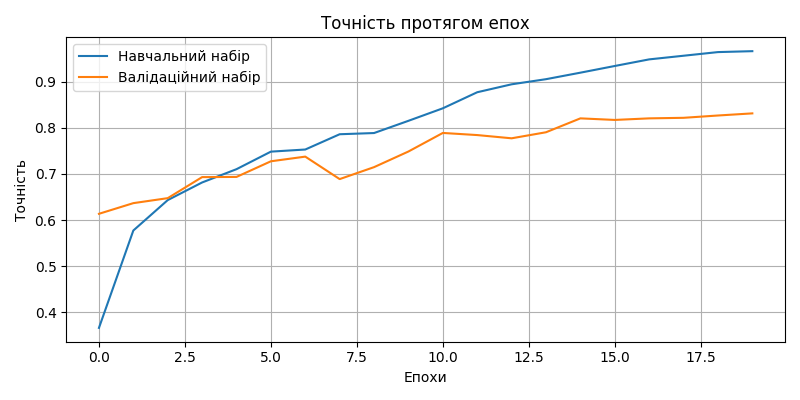 Точність протягом епох
Навчальний набір
Валідаційний набір
Точність
0.9
0.8
0.7
0.6
0.5
0.4
0.0 2.5 5.0 7.5 10.0 12.5 15.0 17.5
Епохи